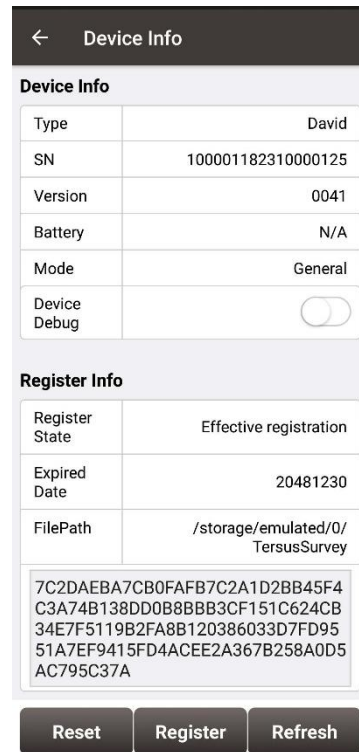 Device Info
Device Info
Type David
SN 100001182310000125
Version 0041
Battery N/A
Mode General
Device
Debug
Register Info
Register
State Effective registration
Expired
Date 20481230
FilePath /storage/emulated/0/
TersusSurvey
7C2DAEBA7CB0FAFB7C2A1D2BB45F4
C3A74B138DD0B8BBB3CF151C624CB
34E7F5119B2FA8B120386033D7FD95
51A7EF9415FD4ACEE2A367B258A0D5
AC795C37A
Reset Register Refresh